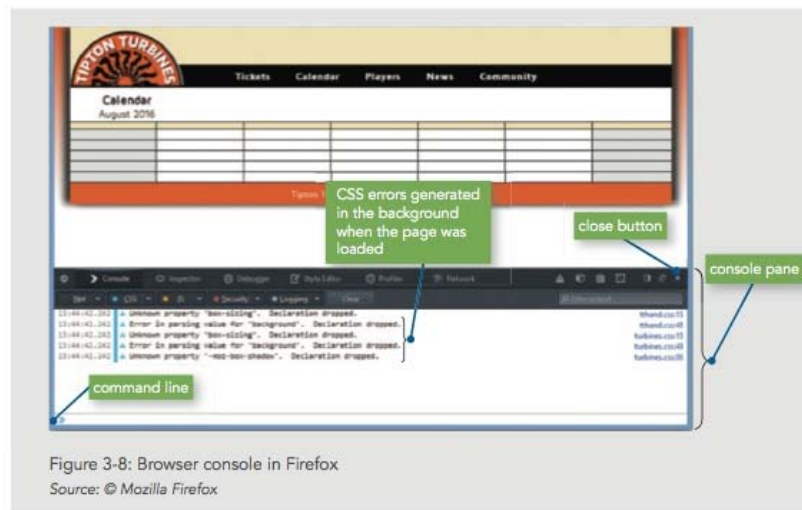 TIPTON TURBINES
Tickets Calendar Players News Community
Calendar
August 2016
Tipton T
CSS errors generated
in the background
when the page was
loaded
close button
console pane
Console Inspector Debugger Style Editor Profiler Network
Net CSS JS Security Logging Clear
13:44:42.242 Unknown property 'box-sizing'. Declaration dropped.
13:44:42.242 Error in parsing value for 'background'. Declaration dropped.
13:44:42.242 Unknown property 'box-sizing'. Declaration dropped. turbines.css:15
13:44:42.242 Error in parsing value for 'background'. Declaration dropped.
13:44:42.242 Unknown property '-moz-box-shadow'. Declaration dropped.
command line
Figure 3-8: Browser console in Firefox
Source: © Mozilla Firefox